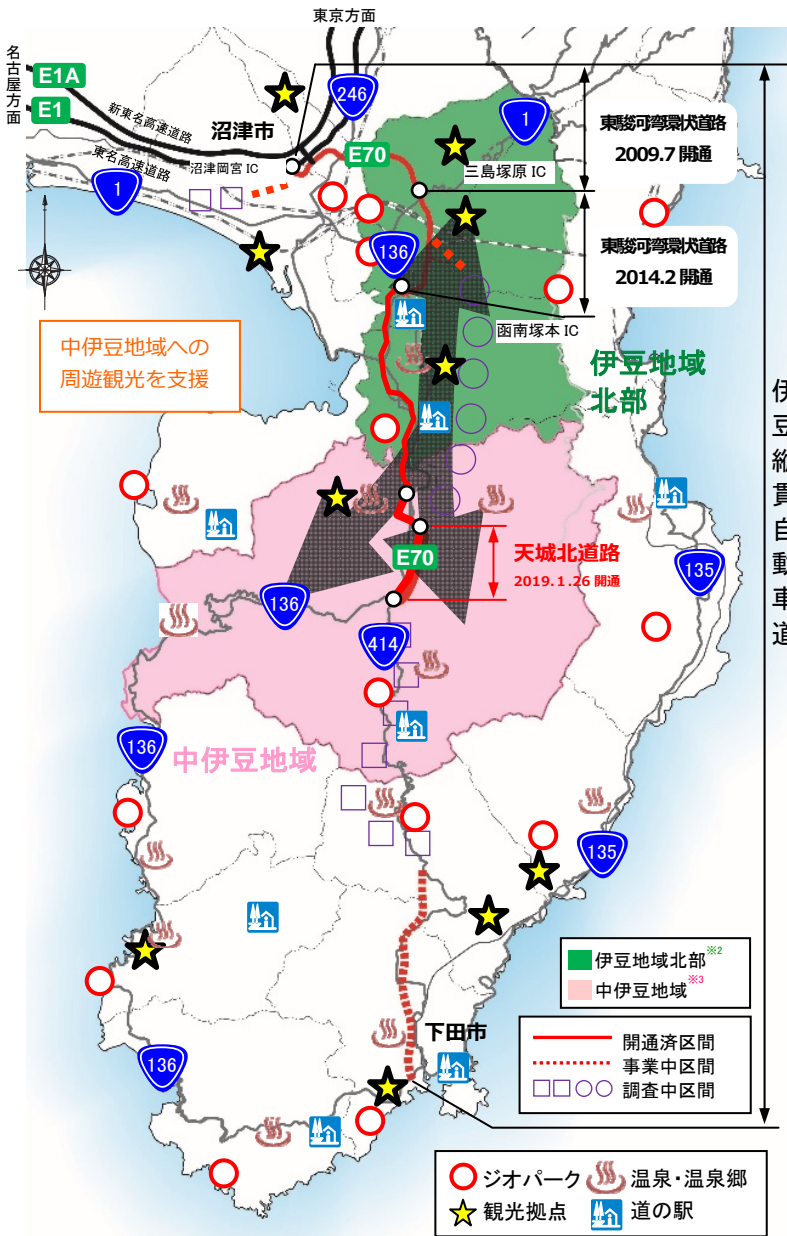 東京方面
名古屋方面
E1A
E1
新東名高速道路
東名高速道路
246
沼津市
沼津岡宮IC
1
E70
1
三島塚原IC
東駿河湾環状道路
2009.7 開通
東駿河湾環状道路
2014.2 開通
136
函南塚本IC
中伊豆地域への
周遊観光を支援
伊豆地域
北部
伊豆縦貫自動車道
E70
天城北道路
2019.1.26 開通
135
136
414
136
中伊豆地域
135
伊豆地域北部※2
中伊豆地域※3
下田市
開通済区間
事業中区間
調査中区間
136
ジオパーク
温泉・温泉郷
観光拠点
道の駅